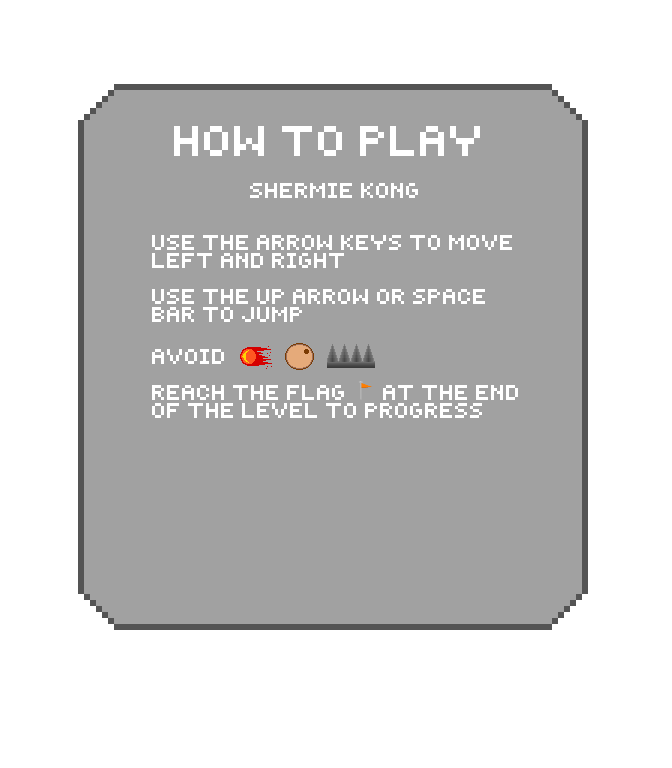 HOW TO PLAY
SHERMIE KONG
USE THE ARROW KEYS TO MOVE
LEFT AND RIGHT
USE THE UP ARROW OR SPACE
BAR TO JUMP
AVOID
REACH THE FLAG AT THE END
OF THE LEVEL TO PROGRESS